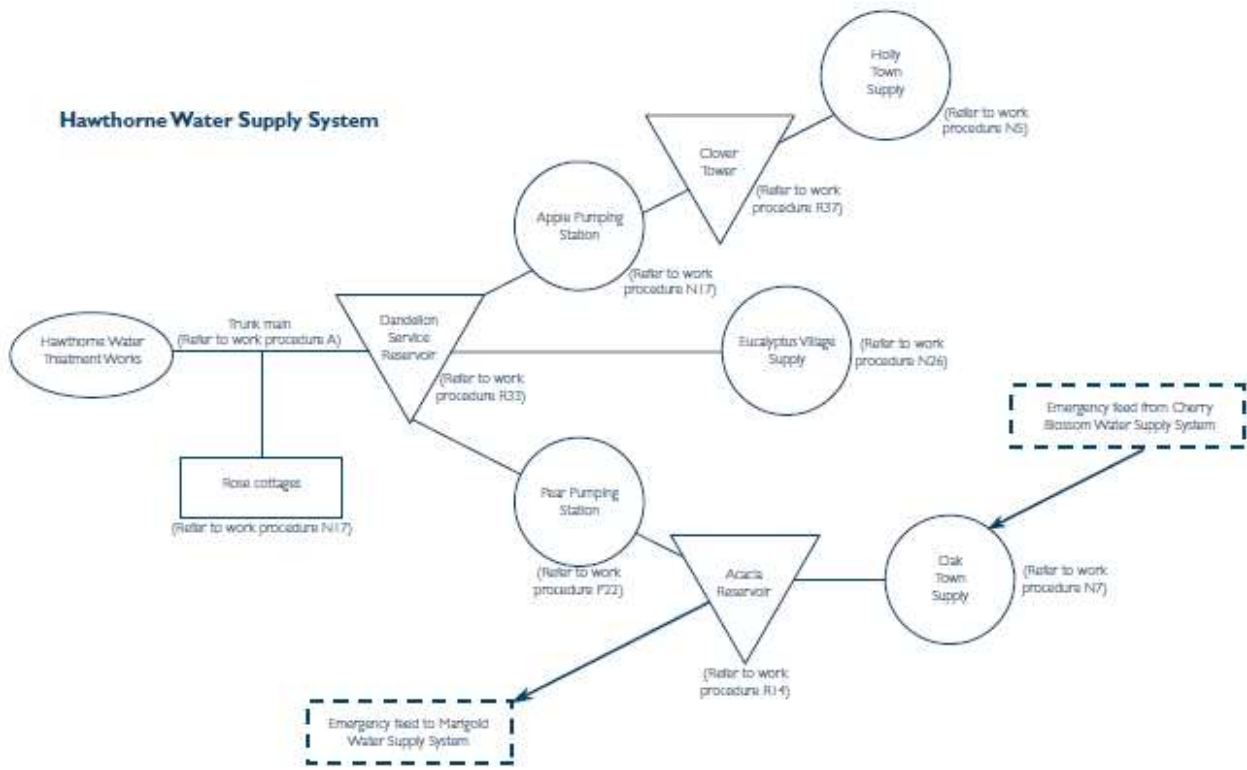 Hawthorne Water Supply System
Holly
Town
Supply
(Refer to work
procedure N5)
Clover
Tower
(Refer to work
procedure R37)
Apple Pumping
Station
(Refer to work
procedure N17)
Trunk main
(Refer to work procedure A)
Hawthorne Water
Treatment Works
Dandelion
Service
Reservoir
(Refer to work
procedure R33)
Eucalyptus Village
Supply
(Refer to work
procedure N26)
Emergency feed from Cherry
Blossom Water Supply System
Rose cottages
(Refer to work procedure N17)
Pear Pumping
Station
(Refer to work
procedure P22)
Acacia
Reservoir
(Refer to work
procedure R14)
Oak
Town
Supply
(Refer to work
procedure N7)
Emergency feed to Marigold
Water Supply System